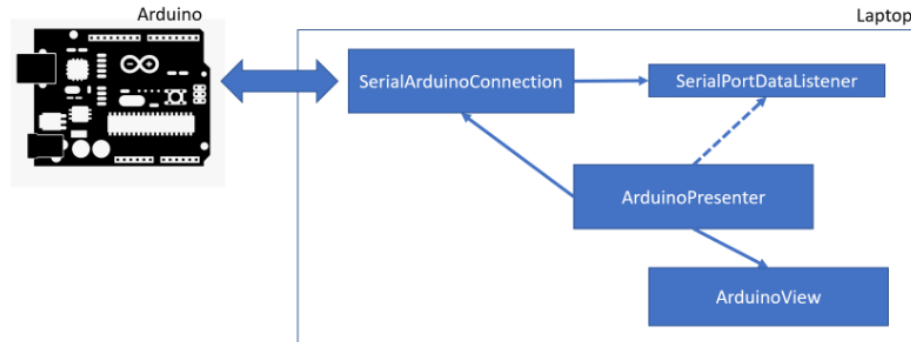 Arduino
Laptop
SerialArduinoConnection
SerialPortDataListener
ArduinoPresenter
ArduinoView